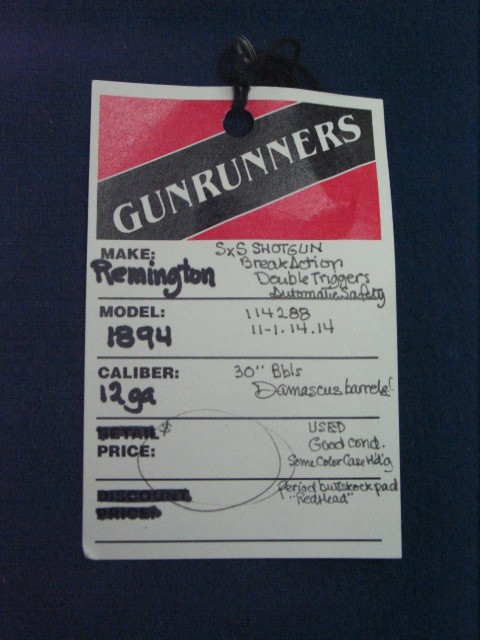 GUNRUNNERS
MAKE: SxS SHOTGUN
Remington Break Action
Double Triggers
Automatic Safety
MODEL: 114288
1894 11-1.14.14
CALIBER: 30" Bbls
12ga Damascus barrels
RETAIL $ USED
PRICE: Good cond.
Some Color Case Hd'g
DISCOUNT period buttstock pad
PRICE: "RedHead"